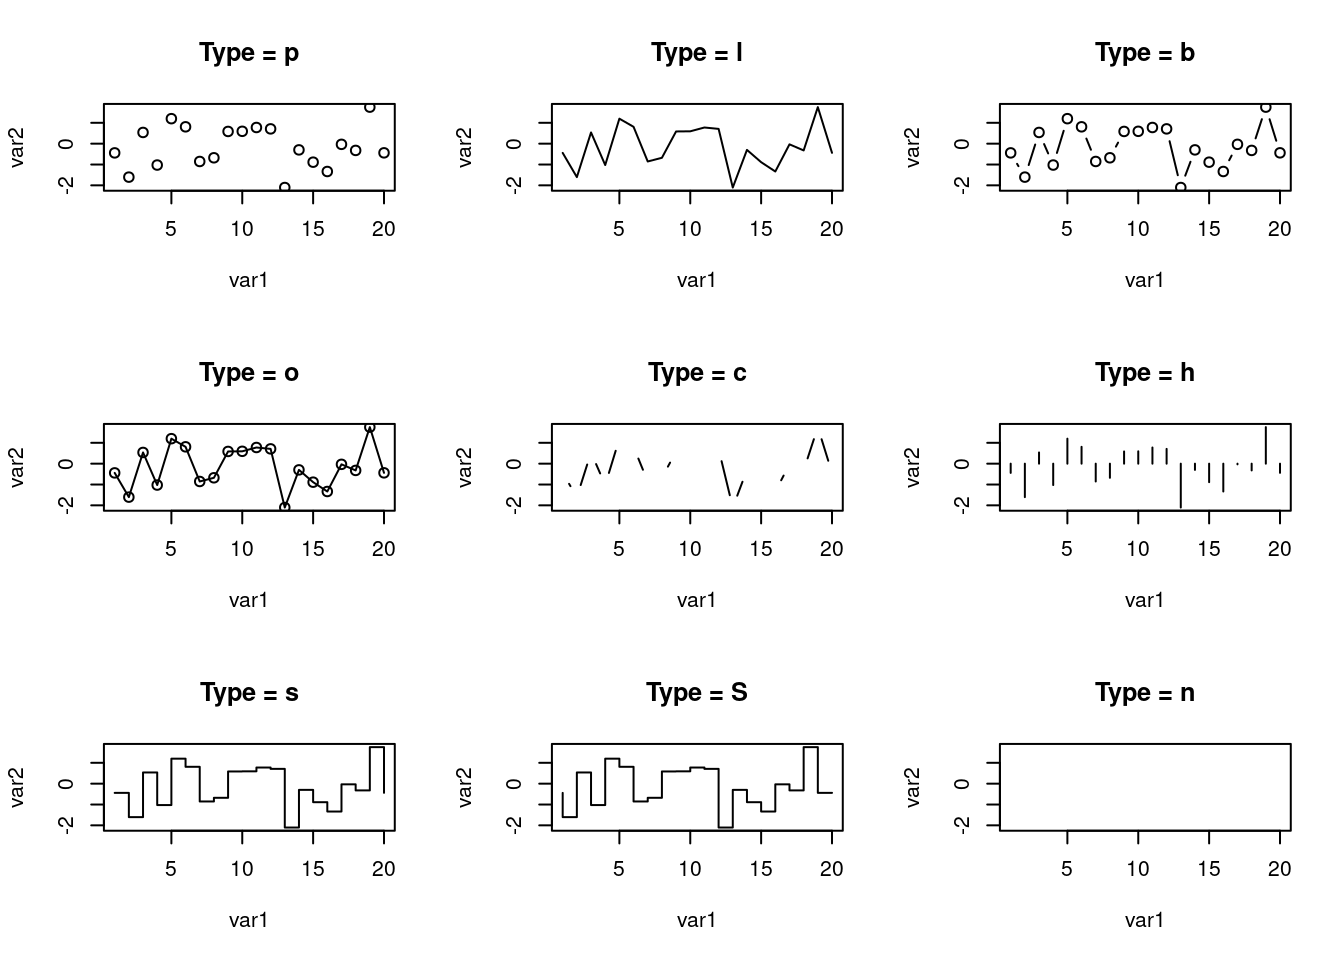 Type = p
var2
0
-2
5 10 15 20
var1
Type = l
var2
0
-2
5 10 15 20
var1
Type = b
var2
0
-2
5 10 15 20
var1
Type = o
var2
0
-2
5 10 15 20
var1
Type = c
var2
0
-2
5 10 15 20
var1
Type = h
var2
0
-2
5 10 15 20
var1
Type = s
var2
0
-2
5 10 15 20
var1
Type = S
var2
0
-2
5 10 15 20
var1
Type = n
var2
0
-2
5 10 15 20
var1